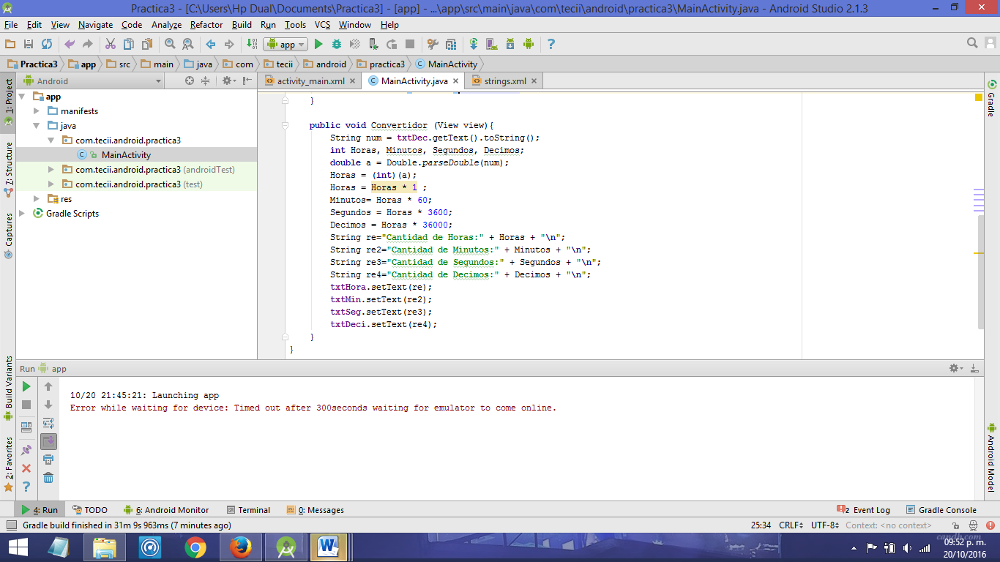 Practica3 - [C:\Users\Hp Dual\Documents\Practica3] - [app] - ...\app\src\main\java\com\tecii\android\practica3\MainActivity.java - Android Studio 2.1.3
File Edit View Navigate Code Analyze Refactor Build Run Tools VCS Window Help
app
Practica3 app src main java com tecii android practica3 MainActivity
Android
activity_main.xml MainActivity.java strings.xml
1: Project
7: Structure
Captures
Build Variants
2: Favorites
app
manifests
java
com.tecii.android.practica3
MainActivity
com.tecii.android.practica3 (androidTest)
com.tecii.android.practica3 (test)
res
Gradle Scripts
}
public void Convertidor (View view){
String num = txtDec.getText().toString();
int Horas, Minutos, Segundos, Decimos;
double a = Double.parseDouble(num);
Horas = (int)(a);
Horas = Horas * 1 ;
Minutos= Horas * 60;
Segundos = Horas * 3600;
Decimos = Horas * 36000;
String re="Cantidad de Horas:" + Horas + "\n";
String re2="Cantidad de Minutos:" + Minutos + "\n";
String re3="Cantidad de Segundos:" + Segundos + "\n";
String re4="Cantidad de Decimos:" + Decimos + "\n";
txtHora.setText(re);
txtMin.setText(re2);
txtSeg.setText(re3);
txtDeci.setText(re4);
}
}
Gradle
Android Model
Run app
10/20 21:45:21: Launching app
Error while waiting for device: Timed out after 300seconds waiting for emulator to come online.
4: Run TODO 6: Android Monitor Terminal 0: Messages 2 Event Log Gradle Console
Gradle build finished in 31m 9s 963ms (7 minutes ago) 25:34 CRLF UTF-8 Context: <no context>
09:52 p. m.
20/10/2016